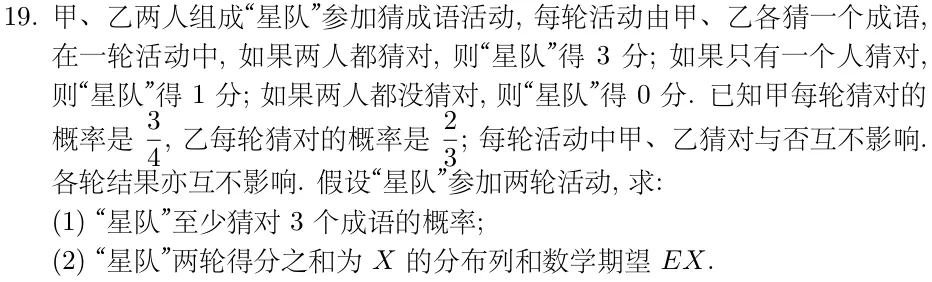 19. 甲、乙两人组成“星队”参加猜成语活动, 每轮活动由甲、乙各猜一个成语,
在一轮活动中, 如果两人都猜对, 则“星队”得 3 分; 如果只有一个人猜对,
则“星队”得 1 分; 如果两人都没猜对, 则“星队”得 0 分. 已知甲每轮猜对的
概率是 3/4, 乙每轮猜对的概率是 2/3; 每轮活动中甲、乙猜对与否互不影响.
各轮结果亦互不影响. 假设“星队”参加两轮活动, 求:
(1) “星队”至少猜对 3 个成语的概率;
(2) “星队”两轮得分之和为 X 的分布列和数学期望 EX.